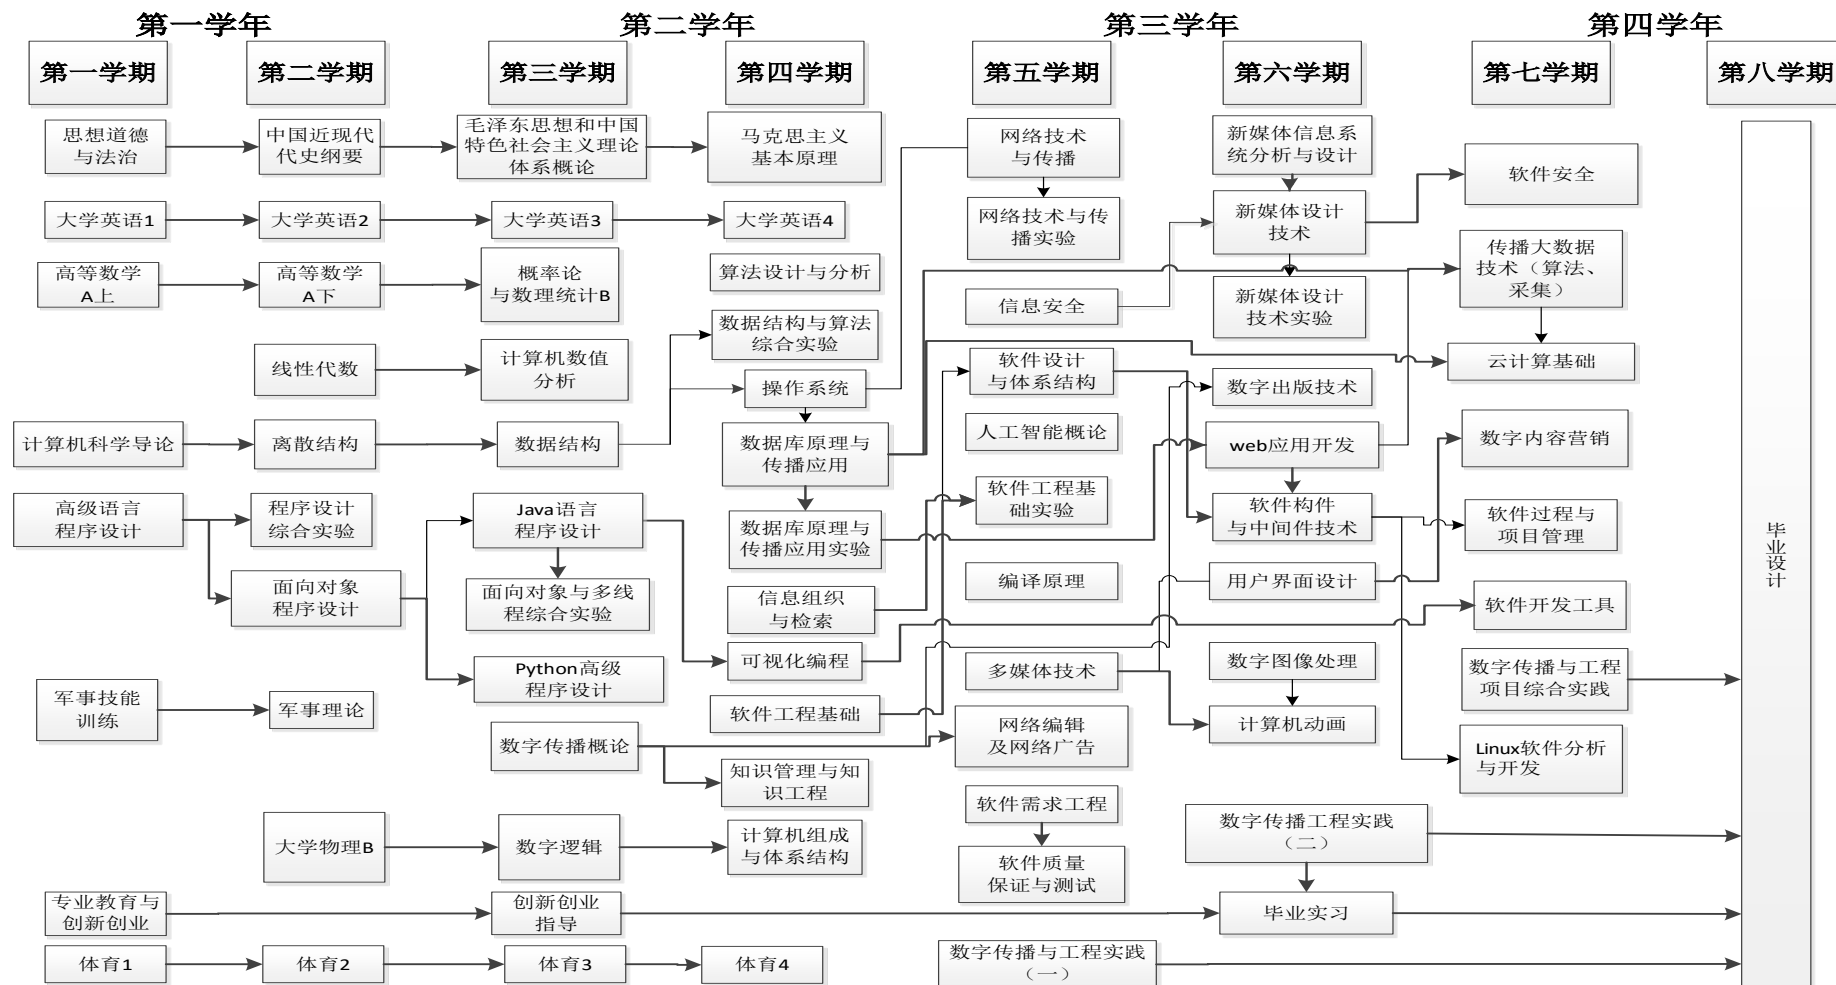 第一学年
第二学年
第三学年
第四学年
第一学期
第二学期
第三学期
第四学期
第五学期
第六学期
第七学期
第八学期
思想道德
与法治
中国近现代
代史纲要
毛泽东思想和中国
特色社会主义理论
体系概论
马克思主义
基本原理
网络技术
与传播
新媒体信息系
统分析与设计
软件安全
大学英语1
大学英语2
大学英语3
大学英语4
网络技术与传
播实验
新媒体设计
技术
高等数学
A上
高等数学
A下
概率论
与数理统计B
算法设计与分析
信息安全
新媒体设计
技术实验
传播大数据
技术（算法、
采集）
线性代数
计算机数值
分析
数据结构与算法
综合实验
操作系统
软件设计
与体系结构
数字出版技术
云计算基础
计算机科学导论
离散结构
数据结构
数据库原理与
传播应用
人工智能概论
web应用开发
数字内容营销
高级语言
程序设计
程序设计
综合实验
Java语言
程序设计
数据库原理与
传播应用实验
软件工程基
础实验
软件构件
与中间件技术
软件过程与
项目管理
面向对象
程序设计
面向对象与多线
程综合实验
信息组织
与检索
编译原理
用户界面设计
软件开发工具
Python高级
程序设计
可视化编程
多媒体技术
数字图像处理
数字传播与工程
项目综合实践
军事技能
训练
军事理论
软件工程基础
网络编辑
及网络广告
计算机动画
数字传播概论
知识管理与知
识工程
Linux软件分析
与开发
大学物理B
数字逻辑
计算机组成
与体系结构
软件需求工程
软件质量
保证与测试
数字传播工程实践
（二）
专业教育与
创新创业
创新创业
指导
毕业实习
体育1
体育2
体育3
体育4
数字传播与工程实践
（一）
毕业设计